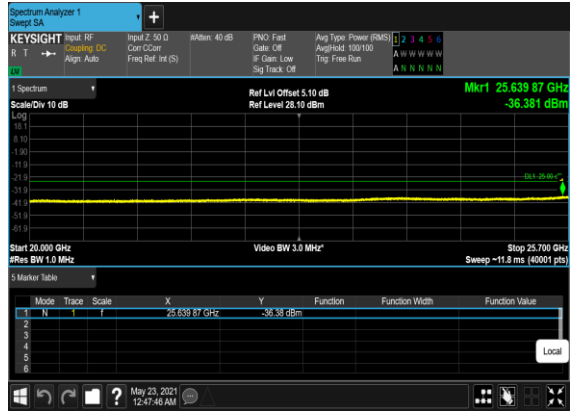 Spectrum Analyzer 1
Swept SA
+
KEYSIGHT Input: RF Input Z: 50 Ω #Atten: 40 dB PNO: Fast Avg Type: Power (RMS) 1 2 3 4 5 6
R T Coupling: DC Corr CCorr Gate: Off Avg|Hold: 100/100 A W W W W W
Align: Auto Freq Ref: Int (S) IF Gain: Low Trig: Free Run
LXI Sig Track: Off A N N N N N
1 Spectrum Ref Lvl Offset 5.10 dB Mkr1 25.639 87 GHz
Scale/Div 10 dB Ref Level 28.10 dBm -36.381 dBm
Log
18.1
8.10
-1.90
-11.9
-21.9
DL1 -25.00
-31.9
-41.9
-51.9
-61.9
Start 20.000 GHz Video BW 3.0 MHz* Stop 25.700 GHz
#Res BW 1.0 MHz Sweep ~11.8 ms (40001 pts)
5 Marker Table
Mode Trace Scale X Y Function Function Width Function Value
1 N 1 f 25.639 87 GHz -36.38 dBm
2
3
4
5
6
Local
? May 23, 2021
12:47:46 AM